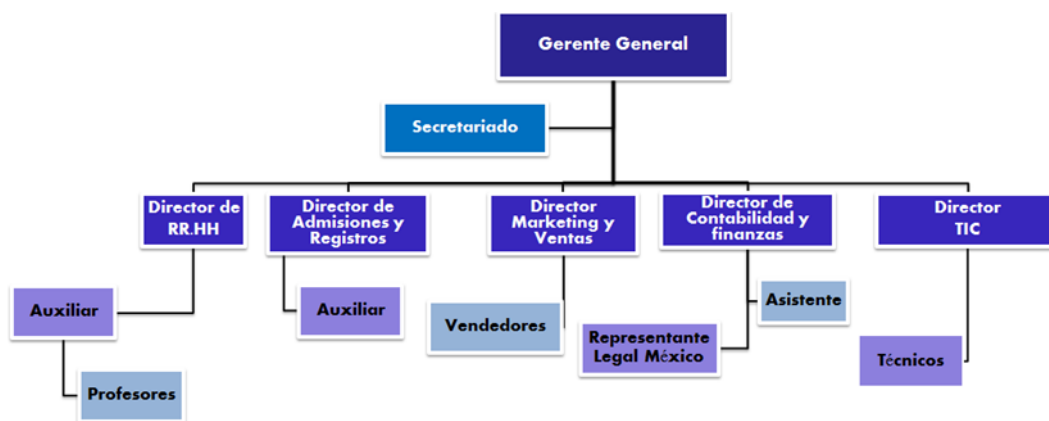 Gerente General
Secretariado
Director de
RR.HH
Director de
Admisiones y
Registros
Director
Marketing y
Ventas
Director de
Contabilidad y
finanzas
Director
TIC
Auxiliar
Profesores
Auxiliar
Vendedores
Asistente
Representante
Legal México
Técnicos